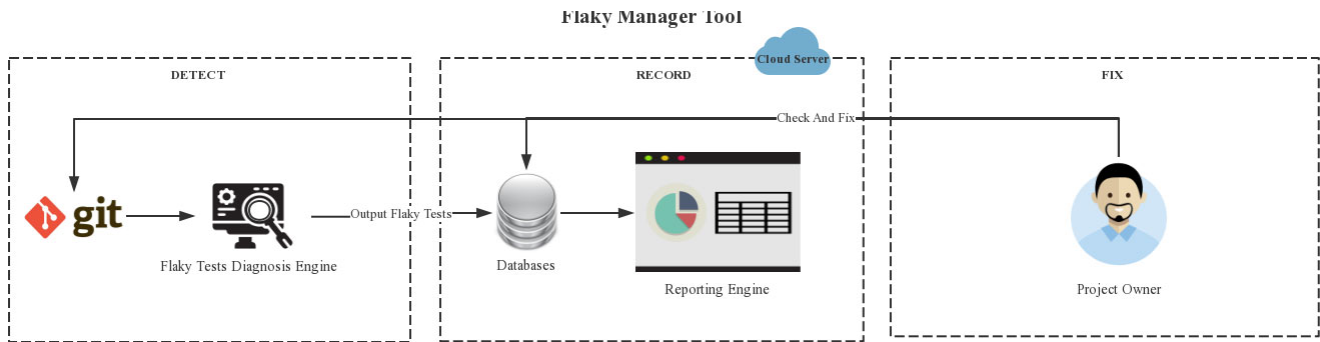 Flaky Manager Tool
Cloud Server
DETECT
RECORD
FIX
Check And Fix
git
Output Flaky Tests
Flaky Tests Diagnosis Engine
Databases
Reporting Engine
Project Owner